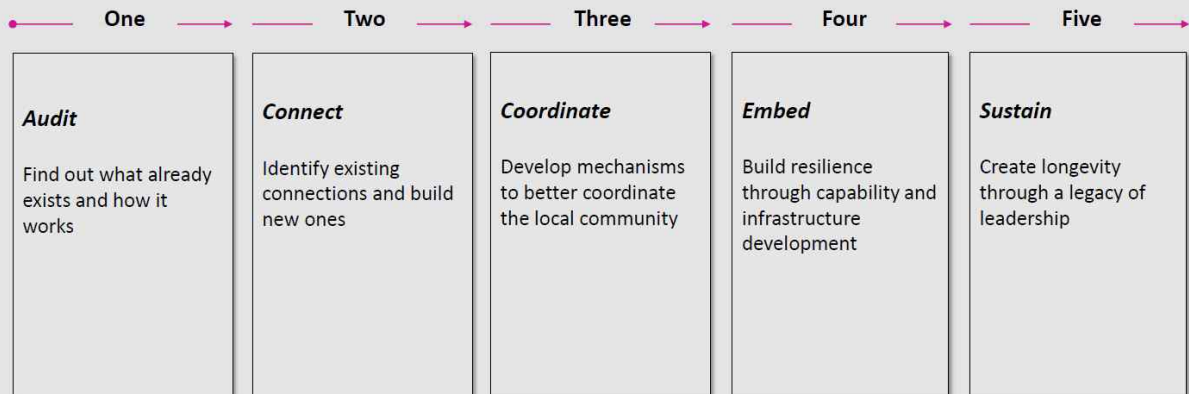 One
Two
Three
Four
Five
Audit
Find out what already
exists and how it
works
Connect
Identify existing
connections and build
new ones
Coordinate
Develop mechanisms
to better coordinate
the local community
Embed
Build resilience
through capability and
infrastructure
development
Sustain
Create longevity
through a legacy of
leadership